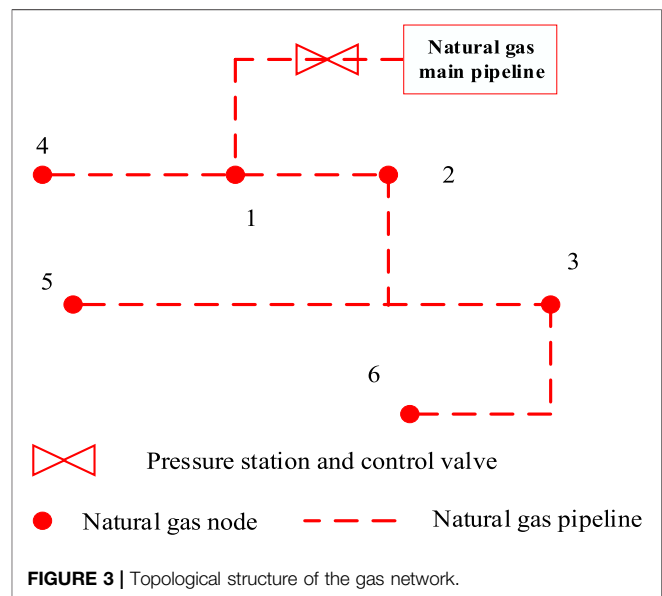 Natural gas
main pipeline
4
2
1
3
5
6
Pressure station and control valve
Natural gas node
Natural gas pipeline
FIGURE 3 | Topological structure of the gas network.